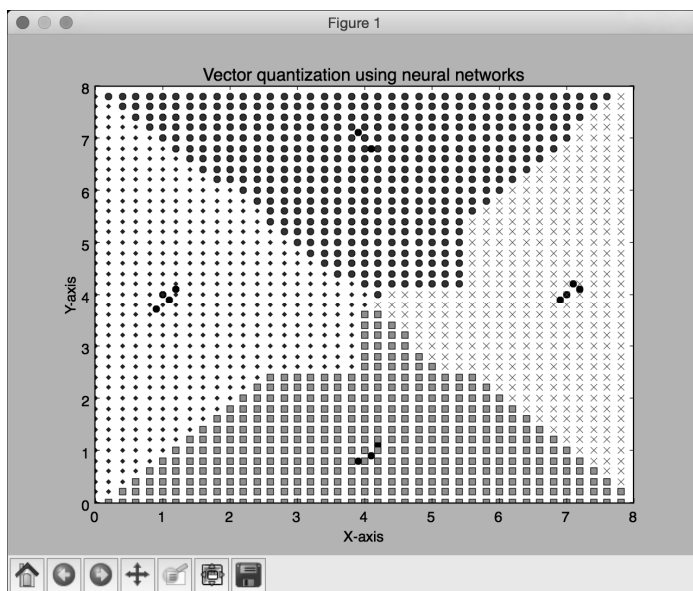 Figure 1
Vector quantization using neural networks
8
7
6
5
4
3
2
1
0
Y-axis
0 1 2 3 4 5 6 7 8
X-axis